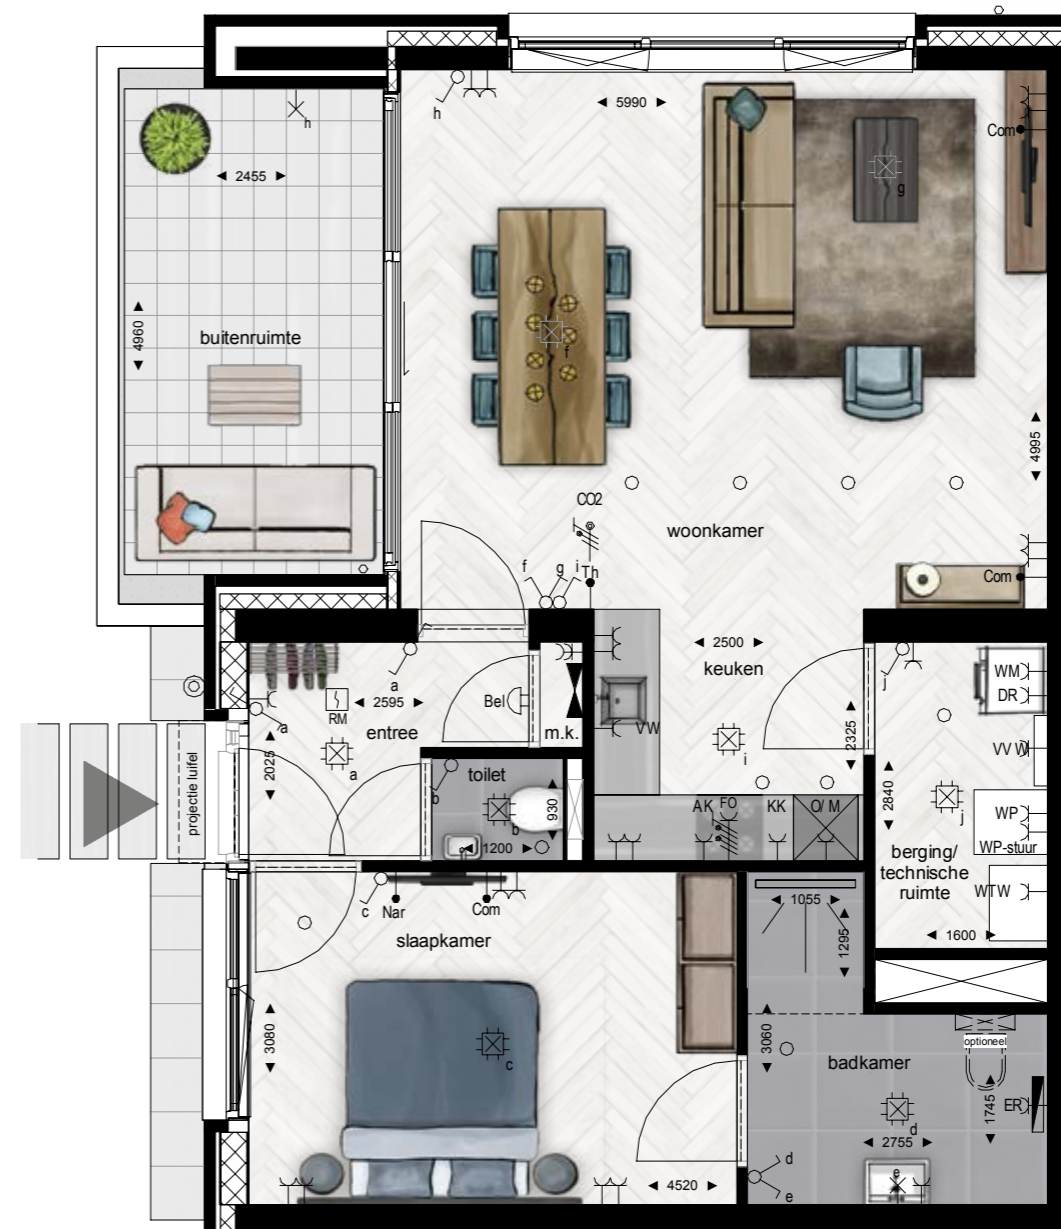 h
h
5990
Com
2455
g
4960
buitenruimte
f
4995
CO2
woonkamer
f
g
i
Th
Com
2500
keuken
a
RM
2595
Bel
entree
m.k.
VW
i
2325
j
WM
DR
VV W
a
2025
a
projectie luifel
toilet
b
b
930
1200
AK
FO
KK
O/ M
2840
j
WP
WP-stuur
berging/
technische
ruimte
WTW
1600
c
Nar
Com
slaapkamer
1055
1295
3080
c
3060
badkamer
optioneel
1745
ER
d
2755
d
e
e
4520